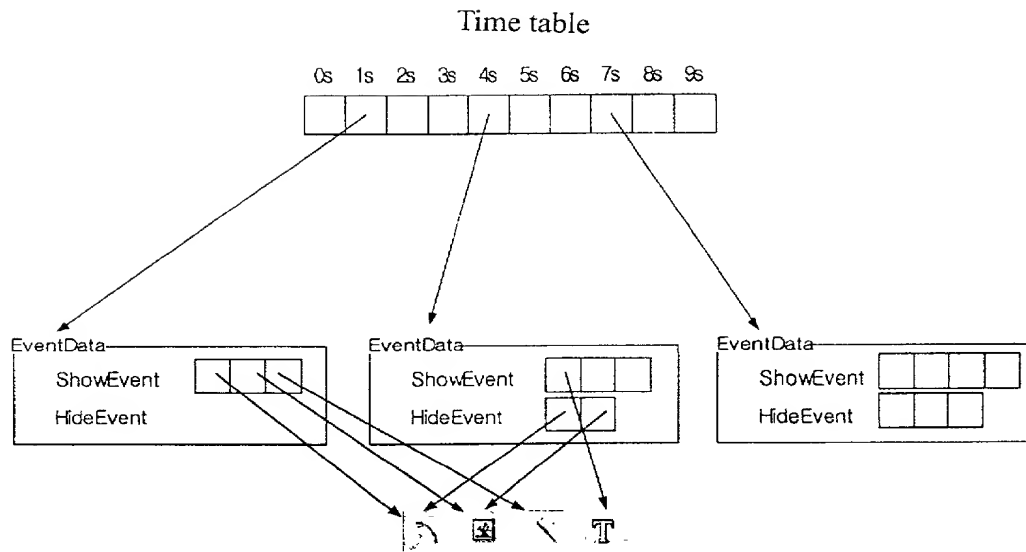 Time table
0s 1s 2s 3s 4s 5s 6s 7s 8s 9s
EventData
ShowEvent
HideEvent
EventData
ShowEvent
HideEvent
EventData
ShowEvent
HideEvent
T